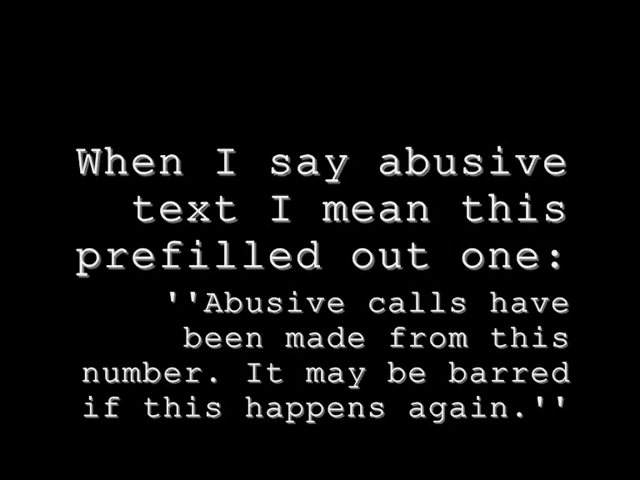 When I say abusive
text I mean this
prefilled out one:
''Abusive calls have
been made from this
number. It may be barred
if this happens again.''